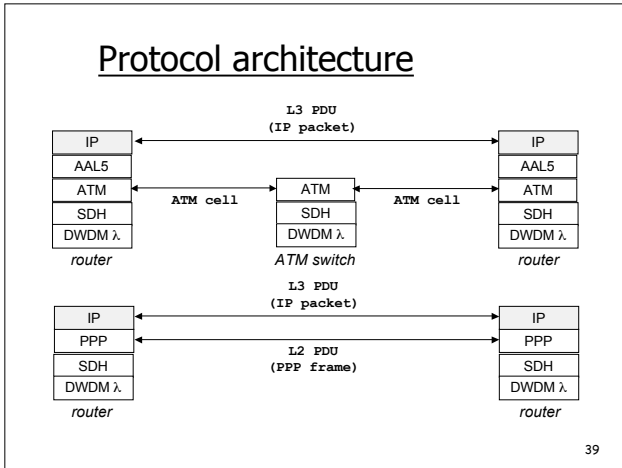 Protocol architecture
L3 PDU
(IP packet)
IP
IP
AAL5
AAL5
ATM
ATM cell
ATM
ATM cell
ATM
SDH
SDH
SDH
DWDM λ
DWDM λ
DWDM λ
router
ATM switch
router
L3 PDU
(IP packet)
IP
IP
PPP
PPP
L2 PDU
(PPP frame)
SDH
SDH
DWDM λ
DWDM λ
router
router
39